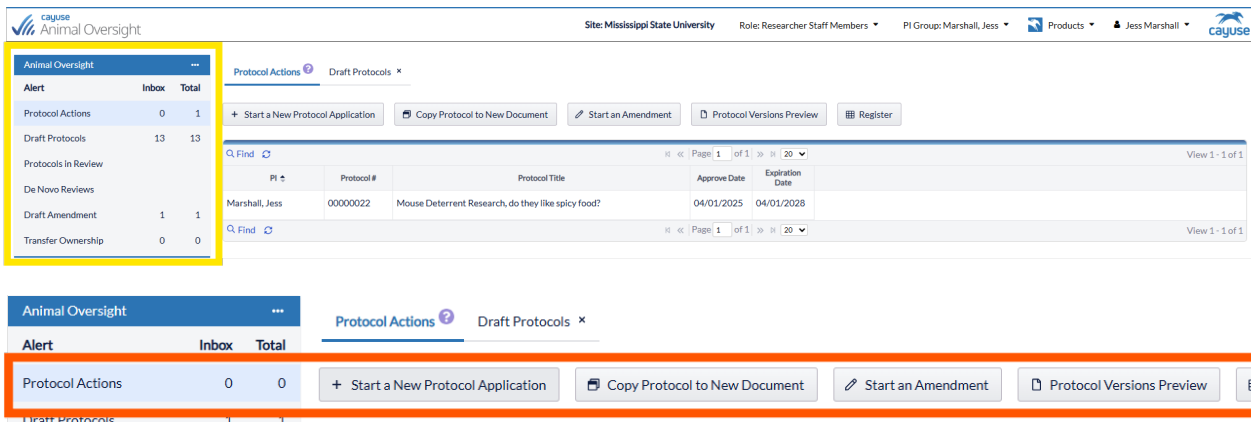 cayuse
Animal Oversight
Site: Mississippi State University Role: Researcher Staff Members PI Group: Marshall, Jess Products Jess Marshall cayuse
Animal Oversight ...
Alert Inbox Total
Protocol Actions 0 1
Draft Protocols 13 13
Protocols in Review
De Novo Reviews
Draft Amendment 1 1
Transfer Ownership 0 0
Protocol Actions ? Draft Protocols ×
+ Start a New Protocol Application Copy Protocol to New Document Start an Amendment Protocol Versions Preview Register
Find Page 1 of 1 20 View 1 - 1 of 1
PI Protocol # Protocol Title Approve Date Expiration Date
Marshall, Jess 00000022 Mouse Deterrent Research, do they like spicy food? 04/01/2025 04/01/2028
Find Page 1 of 1 20 View 1 - 1 of 1
Animal Oversight ...
Alert Inbox Total
Protocol Actions 0 0
Draft Protocols 1 1
Protocol Actions ? Draft Protocols ×
+ Start a New Protocol Application Copy Protocol to New Document Start an Amendment Protocol Versions Preview